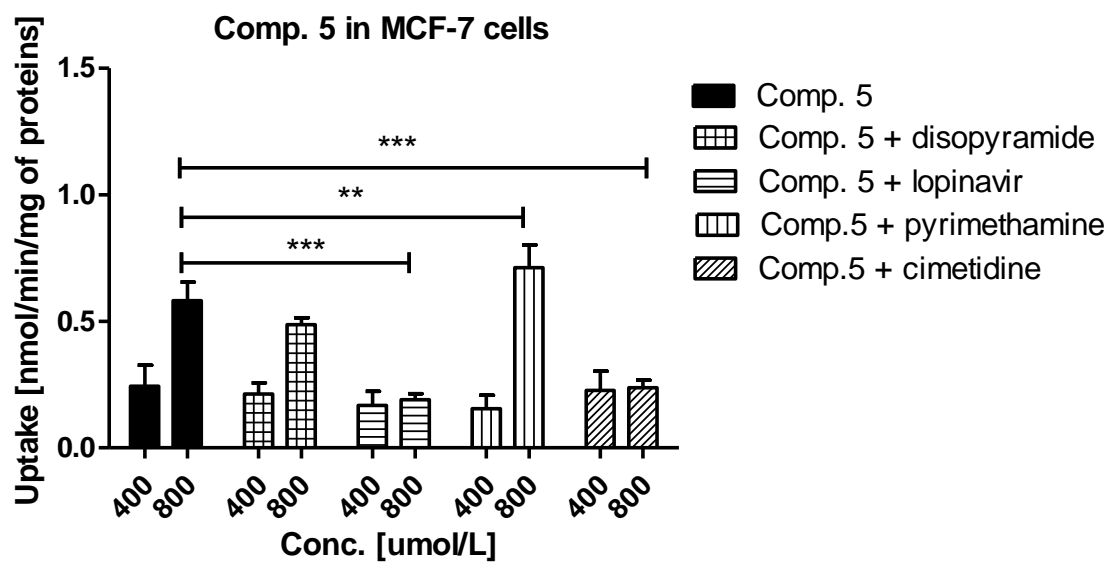 Comp. 5 in MCF-7 cells
Uptake [nmol/min/mg of proteins]
1.5
1.0
0.5
0.0
***
**
***
400 800 400 800 400 800 400 800 400 800
Conc. [umol/L]
Comp. 5
Comp. 5 + disopyramide
Comp. 5 + lopinavir
Comp.5 + pyrimethamine
Comp.5 + cimetidine